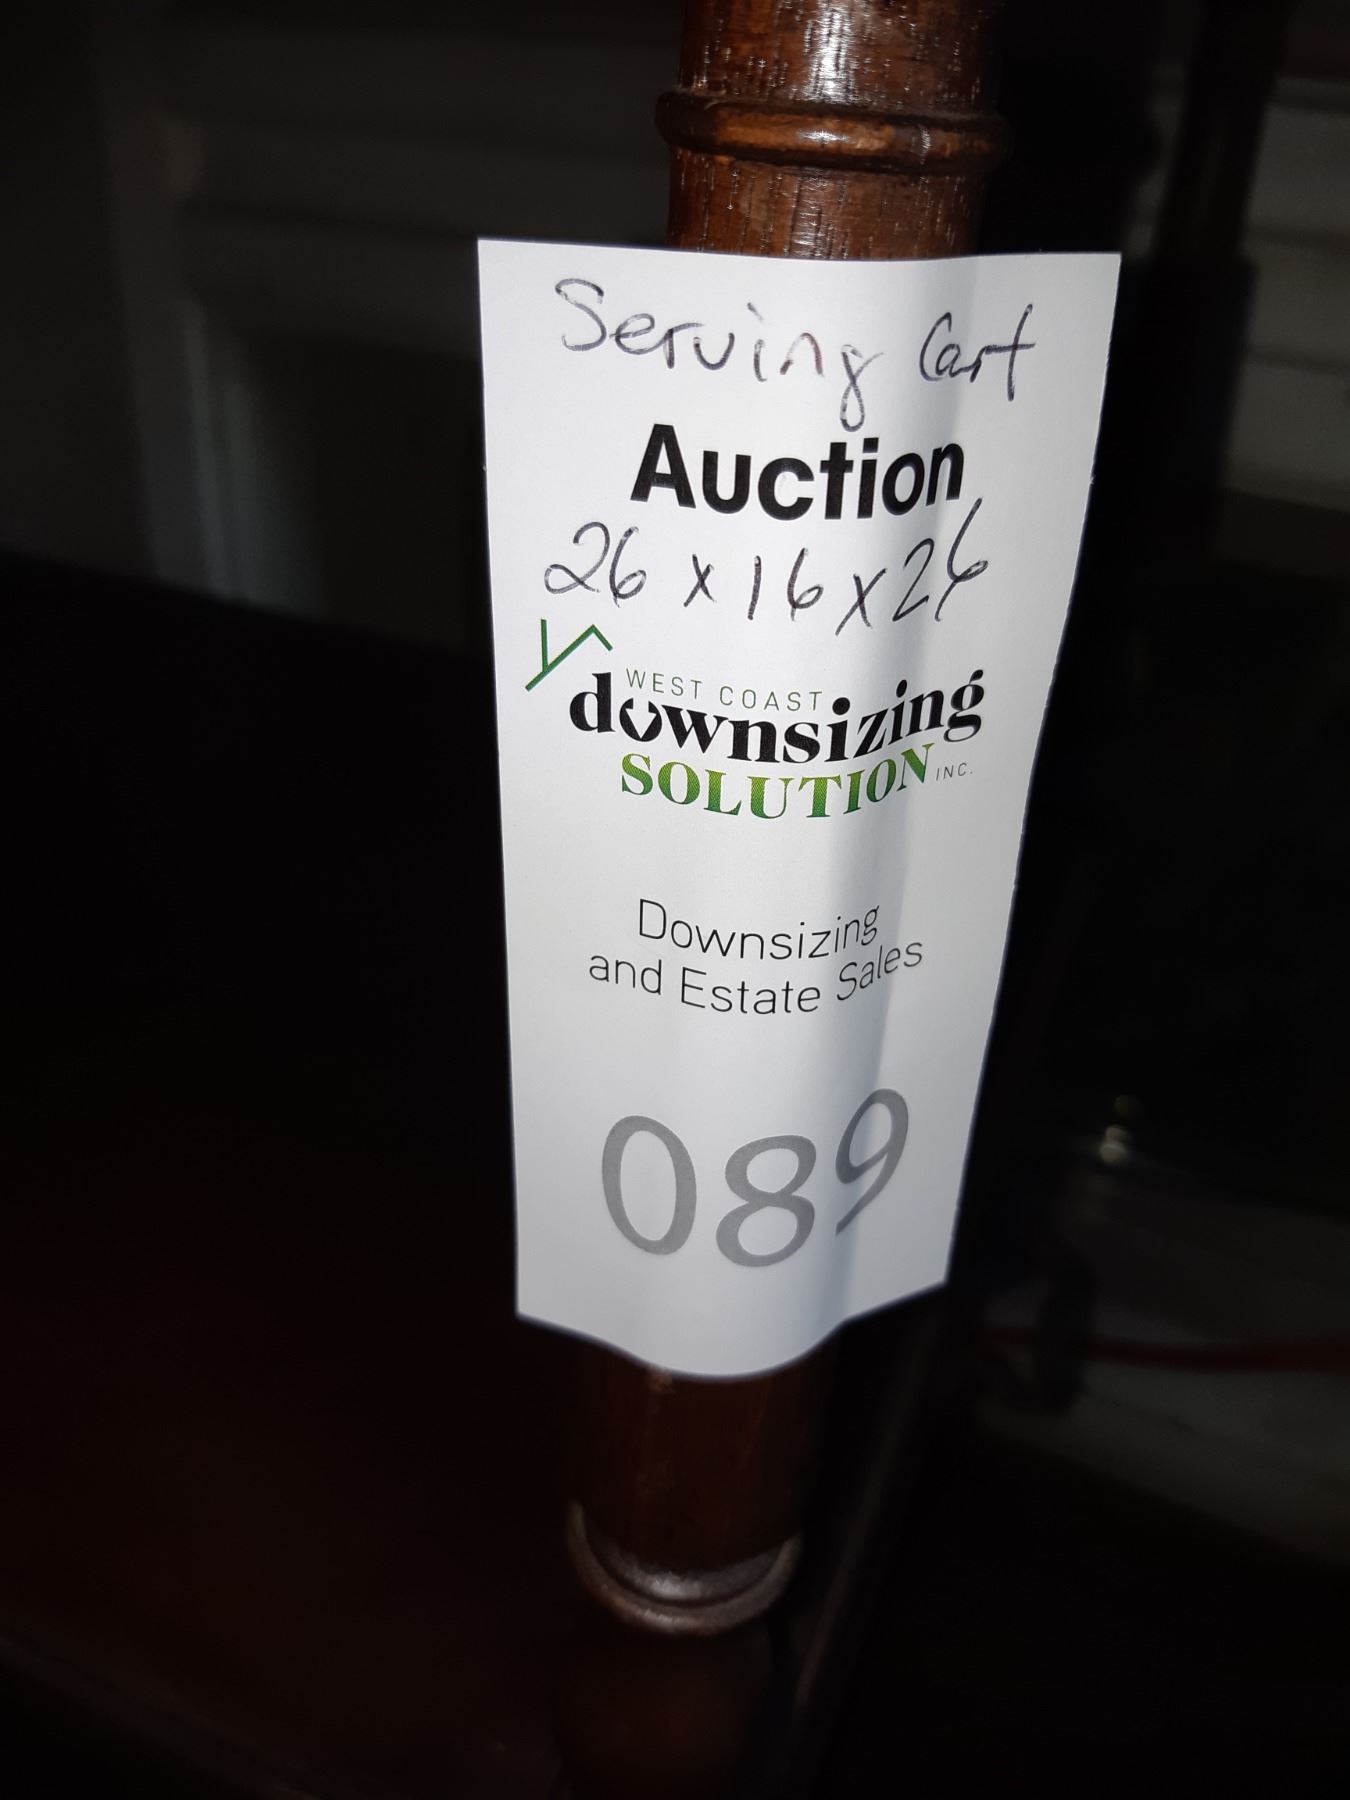 Serving Cart
Auction
26 x 16 x 26
WEST COAST
downsizing
SOLUTION INC.
Downsizing
and Estate Sales
089